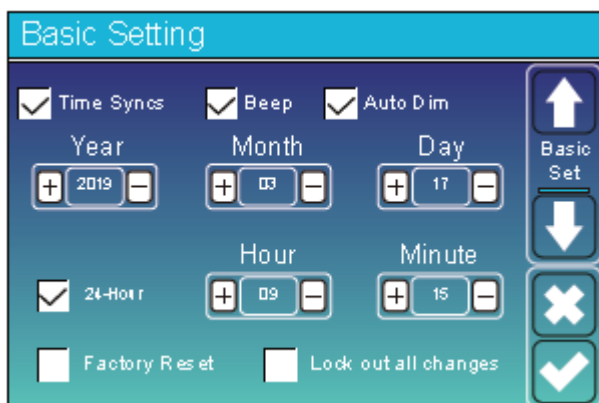 Basic Setting
Time Syncs Beep Auto Dim
Year Month Day
Basic
Set
+ 2019 − + 03 − + 17 −
Hour Minute
24-Hour + 09 − + 15 −
Factory Reset Lock out all changes